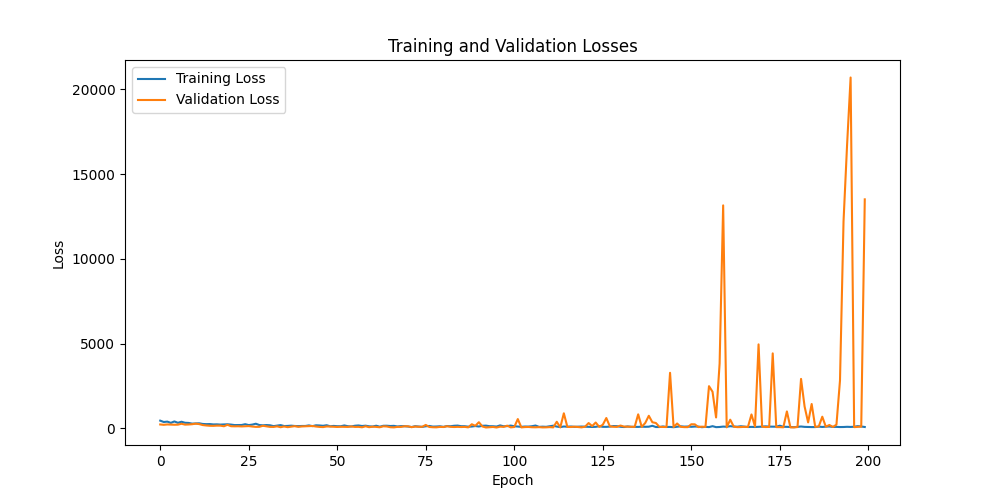 Training and Validation Losses
Training Loss
Validation Loss
20000
15000
10000
5000
0
Loss
0 25 50 75 100 125 150 175 200
Epoch